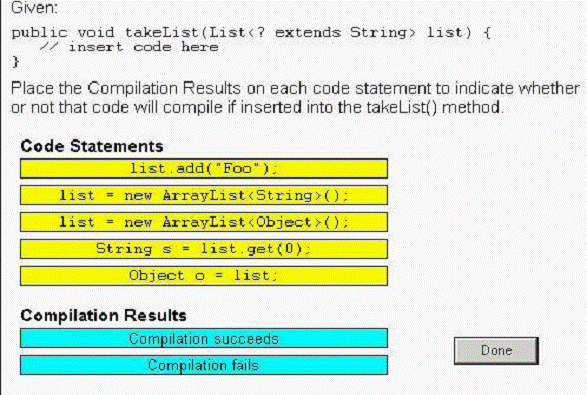 Given:
public void takeList(List<? extends String> list) {
// insert code here
}
Place the Compilation Results on each code statement to indicate whether
or not that code will compile if inserted into the takeList() method.
Code Statements
list.add("Foo");
list = new ArrayList<String>();
list = new ArrayList<Object>();
String s = list.get(0);
Object o = list;
Compilation Results
Compilation succeeds
Compilation fails
Done